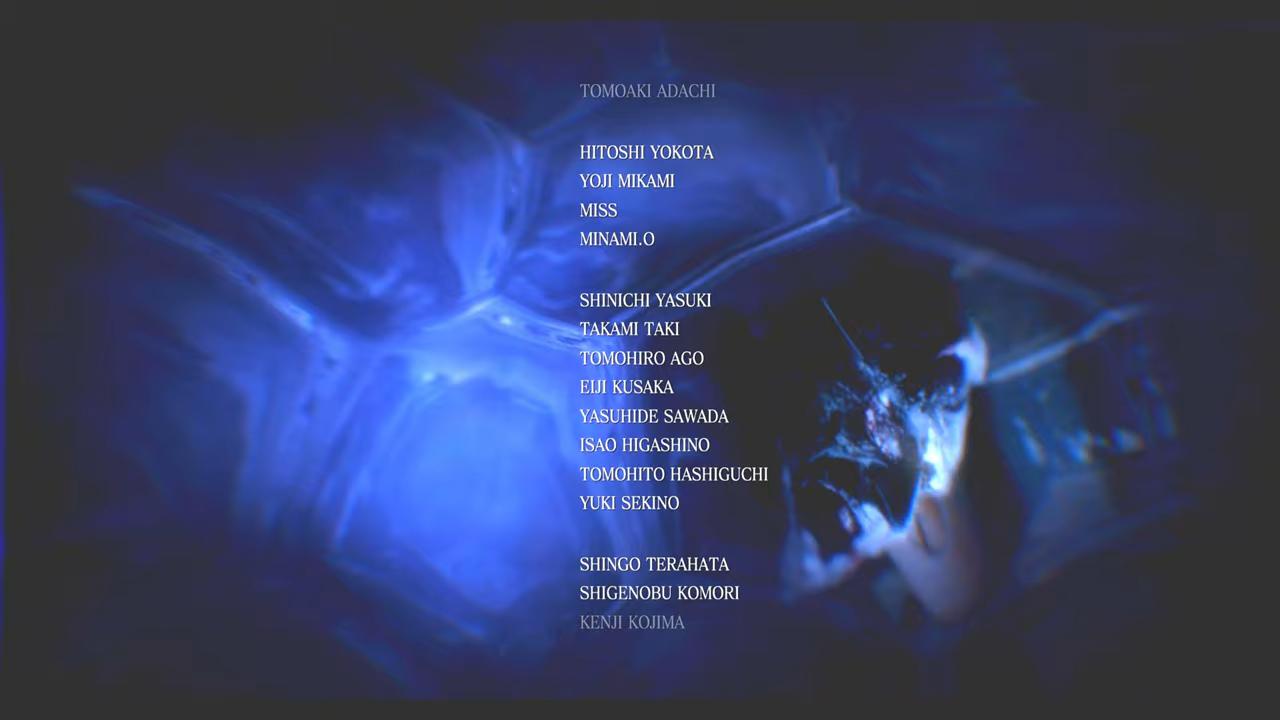 TOMOAKI ADACHI
HITOSHI YOKOTA
YOJI MIKAMI
MISS
MINAMI.O
SHINICHI YASUKI
TAKAMI TAKI
TOMOHIRO AGO
EIJI KUSAKA
YASUHIDE SAWADA
ISAO HIGASHINO
TOMOHITO HASHIGUCHI
YUKI SEKINO
SHINGO TERAHATA
SHIGENOBU KOMORI
KENJI KOJIMA